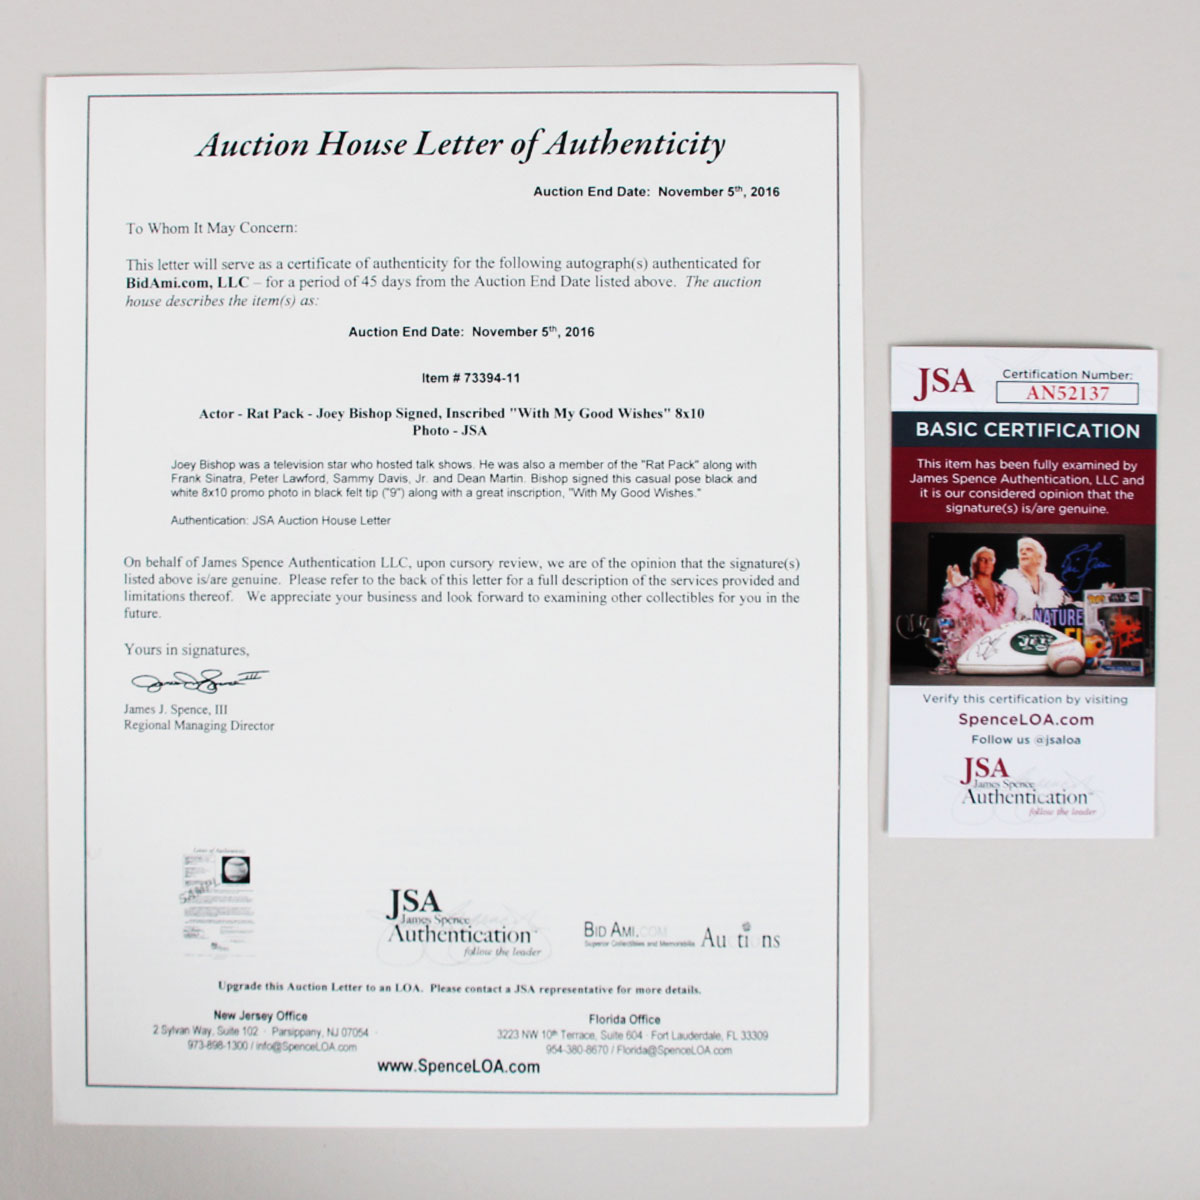 Auction House Letter of Authenticity
Auction End Date: November 5th, 2016
To Whom It May Concern:
This letter will serve as a certificate of authenticity for the following autograph(s) authenticated for
BidAmi.com, LLC – for a period of 45 days from the Auction End Date listed above. The auction
house describes the item(s) as:
Auction End Date: November 5th, 2016
Item # 73394-11
Actor - Rat Pack - Joey Bishop Signed, Inscribed "With My Good Wishes" 8x10
Photo - JSA
Joey Bishop was a television star who hosted talk shows. He was also a member of the "Rat Pack" along with
Frank Sinatra, Peter Lawford, Sammy Davis, Jr. and Dean Martin. Bishop signed this casual pose black and
white 8x10 promo photo in black felt tip ("9") along with a great inscription, "With My Good Wishes."
Authentication: JSA Auction House Letter
On behalf of James Spence Authentication LLC, upon cursory review, we are of the opinion that the signature(s)
listed above is/are genuine. Please refer to the back of this letter for a full description of the services provided and
limitations thereof. We appreciate your business and look forward to examining other collectibles for you in the
future.
Yours in signatures,
James J. Spence, III
Regional Managing Director
Letter of Authenticity
SAMPLE
JSA
James Spence
Authentication
follow the leader
BID AMI.COM
Superior Collectibles and Memorabilia
Auctions
Upgrade this Auction Letter to an LOA. Please contact a JSA representative for more details.
New Jersey Office
2 Sylvan Way, Suite 102 · Parsippany, NJ 07054
973-898-1300 / info@SpenceLOA.com
Florida Office
3223 NW 10th Terrace, Suite 604 · Fort Lauderdale, FL 33309
954-380-8670 / Florida@SpenceLOA.com
www.SpenceLOA.com
JSA
Certification Number:
AN52137
BASIC CERTIFICATION
This item has been fully examined by
James Spence Authentication, LLC and
it is our considered opinion that the
signature(s) is/are genuine.
NATURE
JETS
Verify this certification by visiting
SpenceLOA.com
Follow us @jsaloa
JSA
James Spence
Authentication™
follow the leader